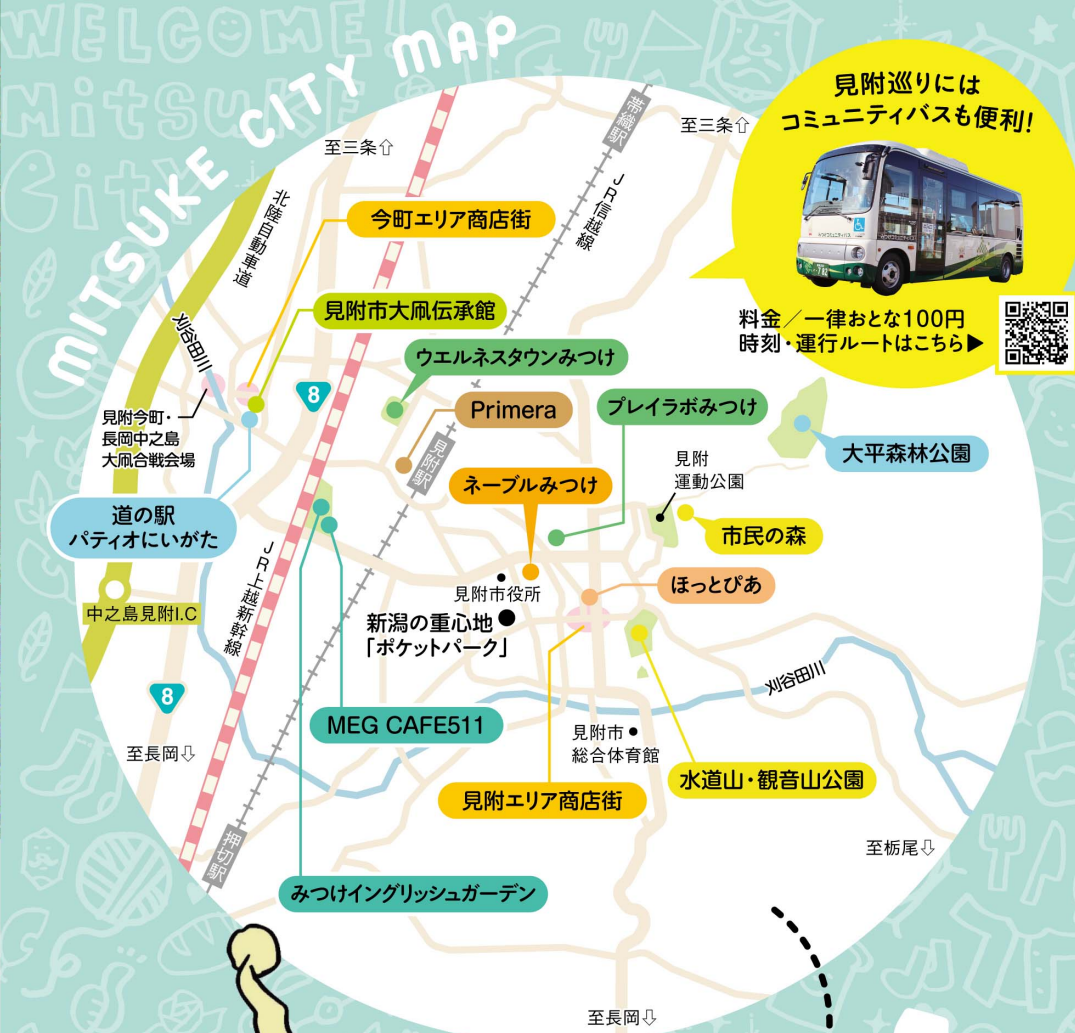 WELCOME!
Mitsuke
City
MITSUKE CITY MAP
見附巡りには
コミュニティバスも便利!
料金/一律おとな100円
時刻・運行ルートはこちら▶
至三条⇧
至三条⇧
帯織駅
JR信越線
北陸自動車道
今町エリア商店街
見附市大凧伝承館
刈谷田川
ウエルネスタウンみつけ
8
Primera
プレイラボみつけ
見附今町・
長岡中之島
大凧合戦会場
見附駅
大平森林公園
見附
運動公園
ネーブルみつけ
道の駅
パティオにいがた
市民の森
JR上越新幹線
見附市役所
ほっとぴあ
中之島見附I.C
新潟の重心地
「ポケットパーク」
刈谷田川
8
MEG CAFE511
至長岡⇩
見附市
総合体育館
水道山・観音山公園
見附エリア商店街
押切駅
至栃尾⇩
みつけイングリッシュガーデン
至長岡⇩